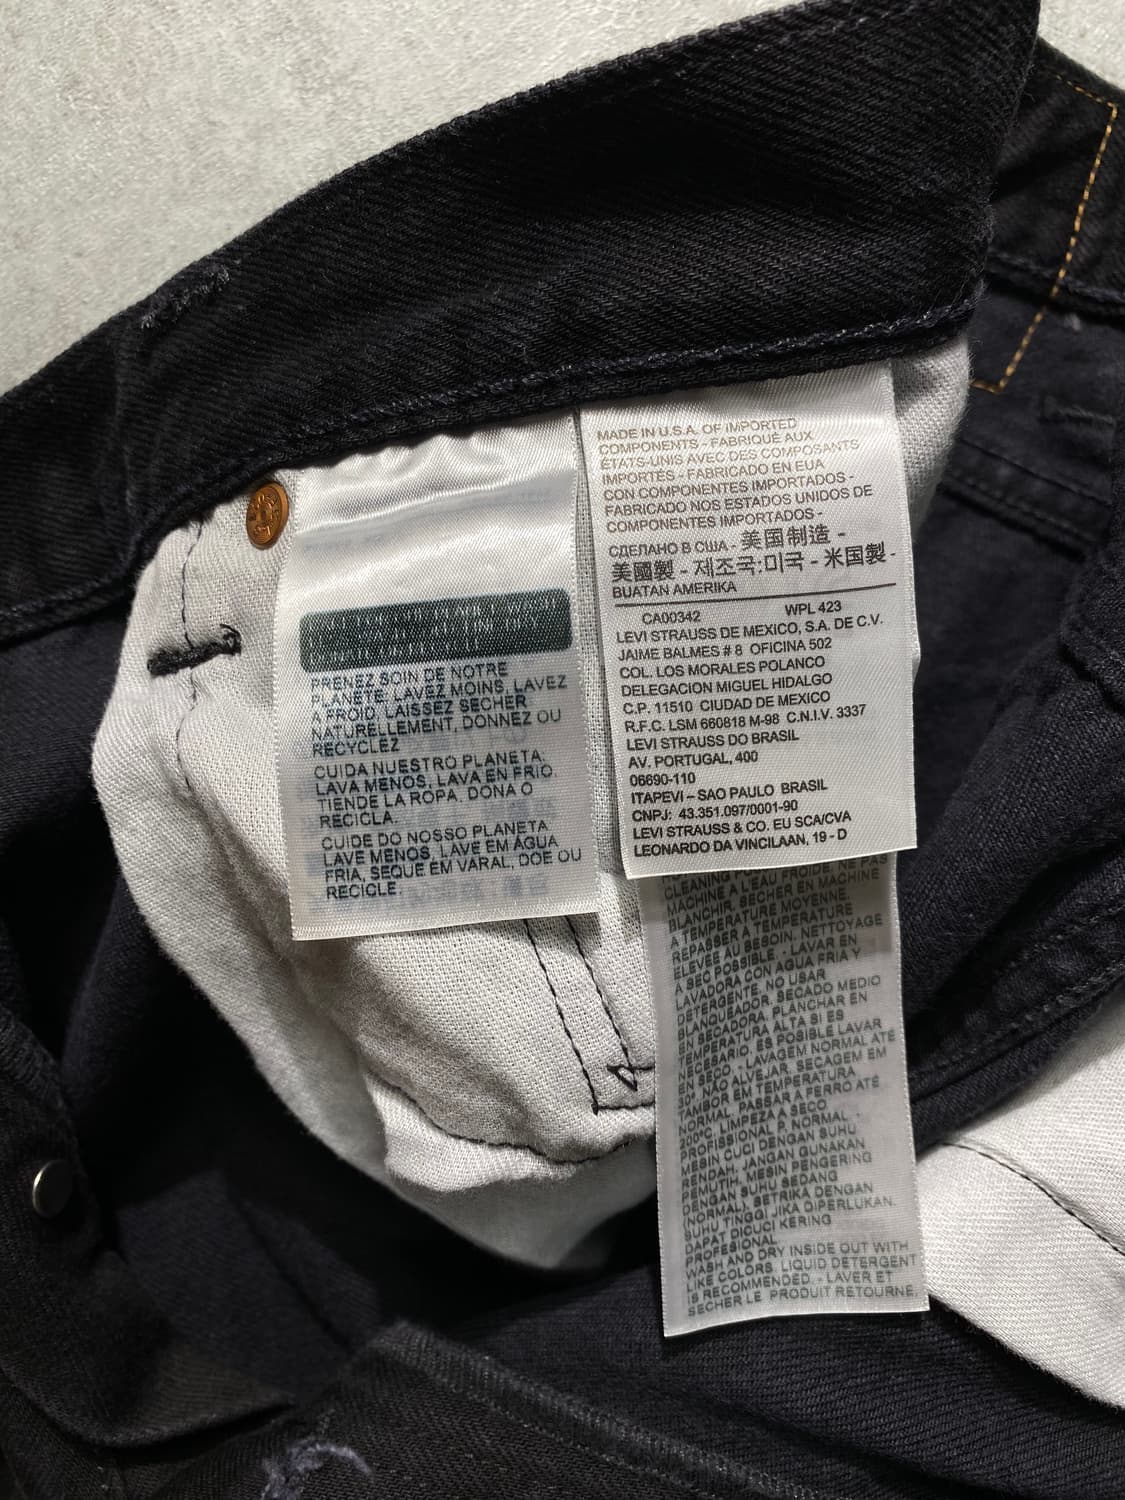 PRENEZ SOIN DE NOTRE
PLANÈTE: LAVEZ MOINS, LAVEZ
À FROID, LAISSEZ SÉCHER
NATURELLEMENT, DONNEZ OU
RECYCLEZ
CUIDA NUESTRO PLANETA:
LAVA MENOS, LAVA EN FRIO,
TIENDE LA ROPA, DONA O
RECICLA.
CUIDE DO NOSSO PLANETA
LAVE MENOS, LAVE EM ÁGUA
FRIA, SEQUE EM VARAL, DOE OU
RECICLE.
MADE IN U.S.A. OF IMPORTED
COMPONENTS - FABRIQUÉ AUX
ÉTATS-UNIS AVEC DES COMPOSANTS
IMPORTÉS - FABRICADO EN EUA
CON COMPONENTES IMPORTADOS -
FABRICADO NOS ESTADOS UNIDOS DE
COMPONENTES IMPORTADOS -
СДЕЛАНО В США - 美国制造 -
美國製 - 제조국:미국 - 米国製 -
BUATAN AMERIKA
CA00342 WPL 423
LEVI STRAUSS DE MEXICO, S.A. DE C.V.
JAIME BALMES # 8 OFICINA 502
COL. LOS MORALES POLANCO
DELEGACION MIGUEL HIDALGO
C.P. 11510 CIUDAD DE MEXICO
R.F.C. LSM 660818 M-98 C.N.I.V. 3337
LEVI STRAUSS DO BRASIL
AV. PORTUGAL, 400
06690-110
ITAPEVI – SAO PAULO BRASIL
CNPJ: 43.351.097/0001-90
LEVI STRAUSS & CO. EU SCA/CVA
LEONARDO DA VINCILAAN, 19 - D
CLEANING FROIDE, NE PAS
MACHINE A L'EAU FROIDE, NE PAS
BLANCHIR, SECHER EN MACHINE
A TEMPERATURE MOYENNE.
REPASSER A TEMPERATURE
ELEVEE AU BESOIN. NETTOYAGE
A SEC POSSIBLE. - LAVAR EN
LAVADORA CON AGUA FRIA Y
DETERGENTE, NO USAR
BLANQUEADOR. SECADO MEDIO
EN SECADORA. PLANCHAR EN
TEMPERATURA ALTA SI ES
NECESARIO. ES POSIBLE LAVAR
EN SECO. - LAVAGEM NORMAL ATE
30°. NÃO ALVEJAR. SECAGEM EM
TAMBOR EM TEMPERATURA
NORMAL. PASSAR A FERRO ATÉ
200°C. LIMPEZA A SECO
PROFISSIONAL P, NORMAL -
MESIN CUCI DENGAN SUHU
RENDAH. JANGAN GUNAKAN
PEMUTIH. MESIN PENGERING
DENGAN SUHU SEDANG
(NORMAL). SETRIKA DENGAN
SUHU TINGGI JIKA DIPERLUKAN.
DAPAT DICUCI KERING
PROFESIONAL
WASH AND DRY INSIDE OUT WITH
LIKE COLORS. LIQUID DETERGENT
IS RECOMMENDED. - LAVER ET
SECHER LE PRODUIT RETOURNE,